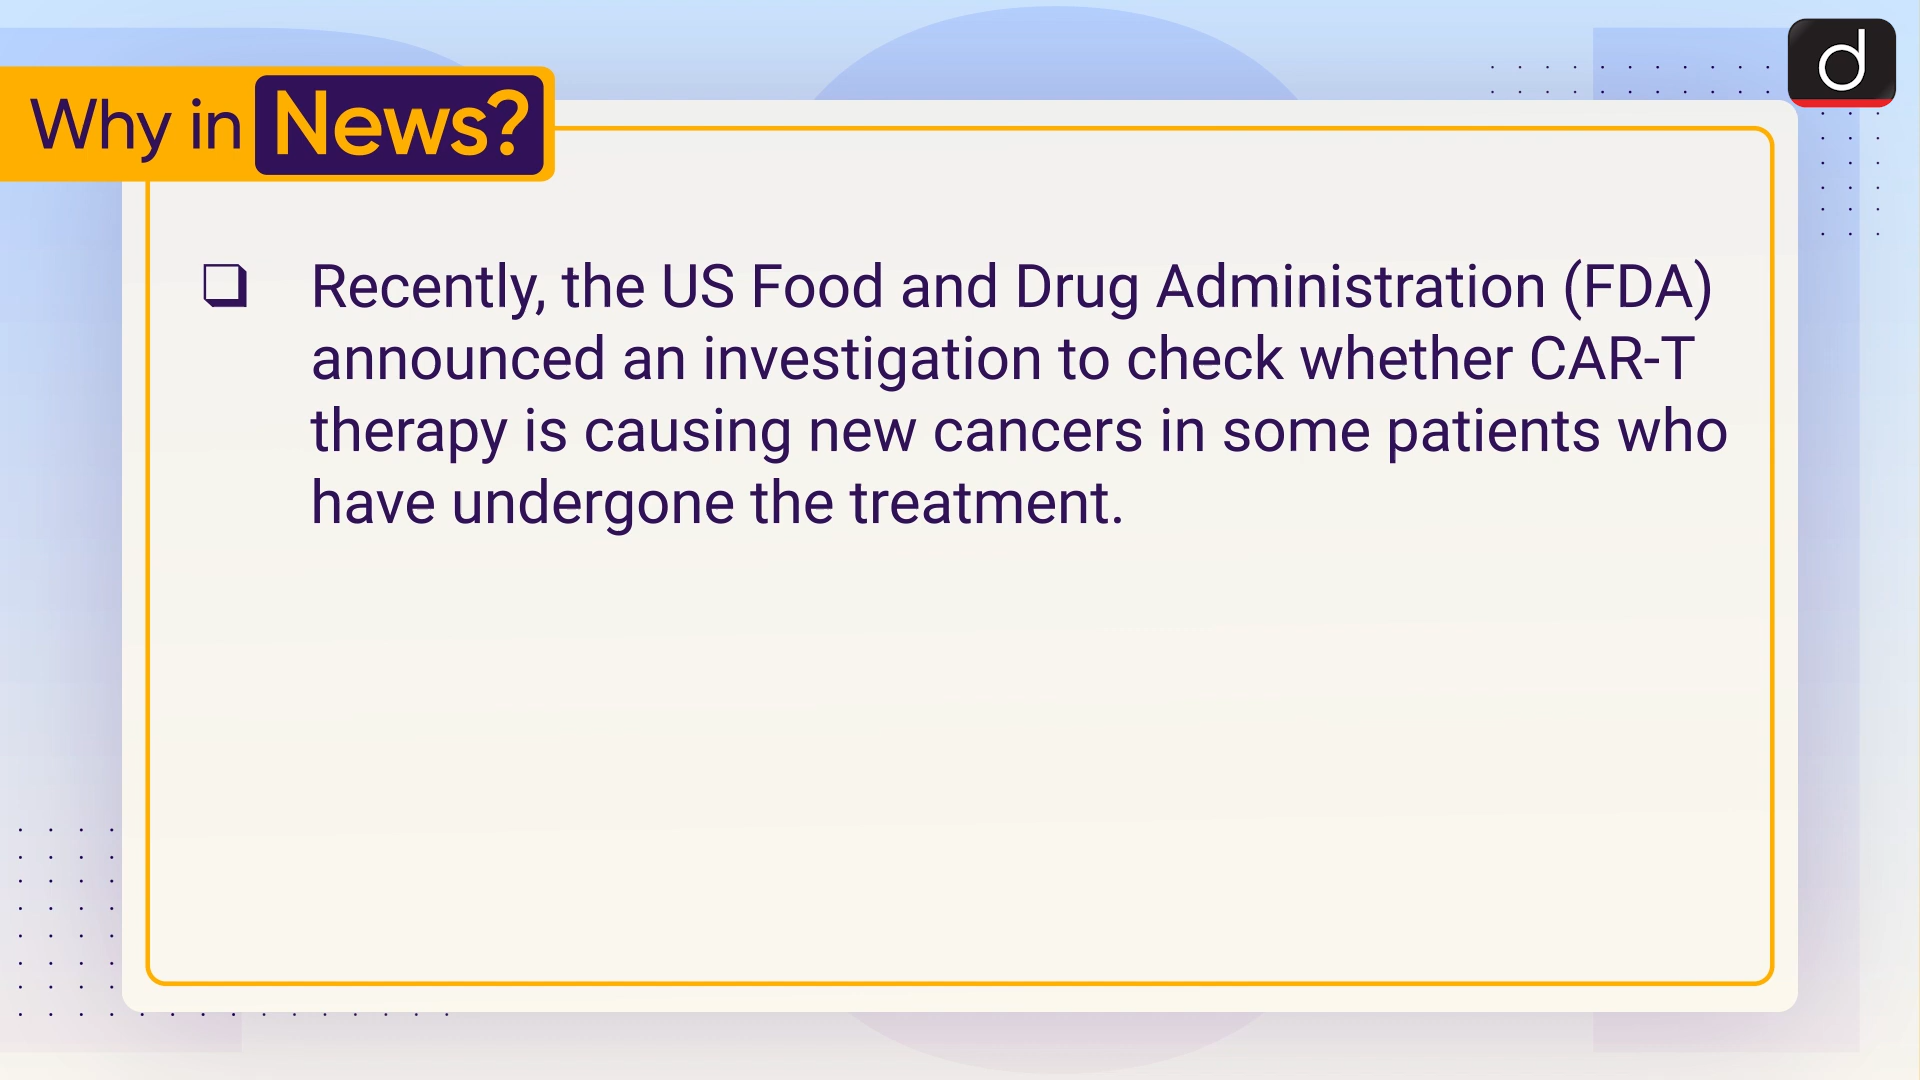 Why in News?
d
❑ Recently, the US Food and Drug Administration (FDA)
announced an investigation to check whether CAR-T
therapy is causing new cancers in some patients who
have undergone the treatment.